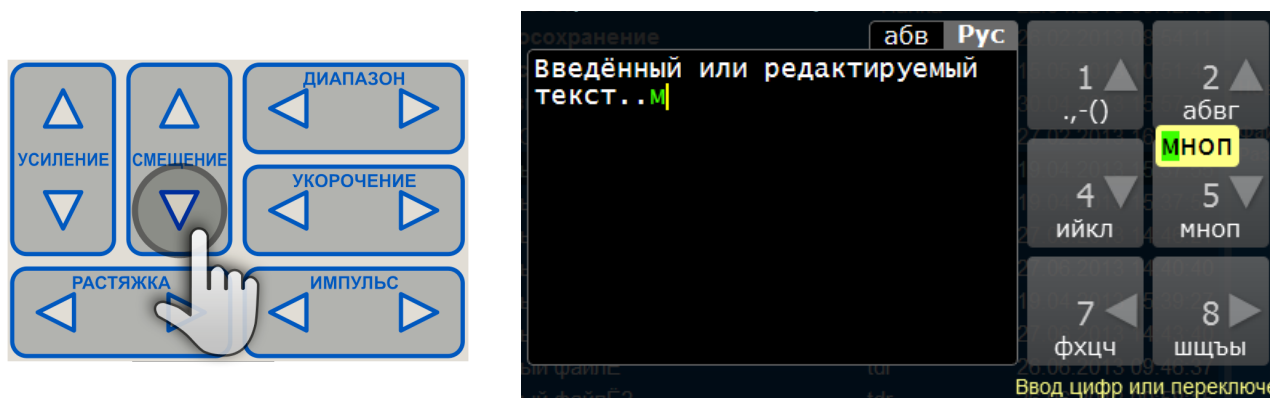 ДИАПАЗОН
УСИЛЕНИЕ
СМЕЩЕНИЕ
УКОРОЧЕНИЕ
РАСТЯЖКА
ИМПУЛЬС
абв Рус
Введённый или редактируемый
текст..м
1
.,-()
2
абвг
мноп
4
ийкл
5
мноп
7
фхцч
8
шщъы
Ввод цифр или переключе